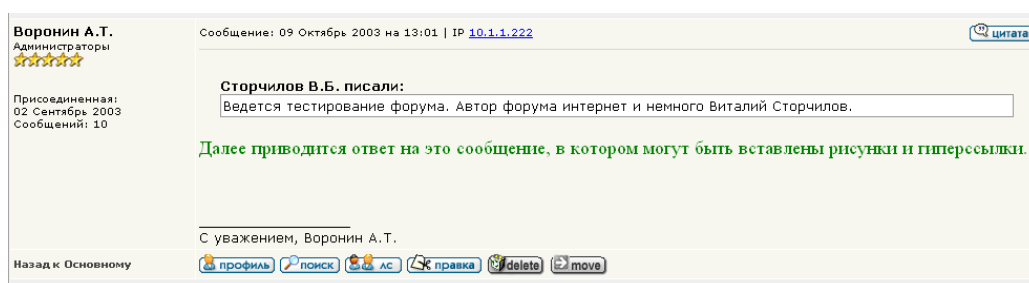 Воронин А.Т.
Администраторы
Сообщение: 09 Октябрь 2003 на 13:01 | IP 10.1.1.222
цитата
Присоединенная:
02 Сентябрь 2003
Сообщений: 10
Сторчилов В.Б. писали:
Ведется тестирование форума. Автор форума интернет и немного Виталий Сторчилов.
Далее приводится ответ на это сообщение, в котором могут быть вставлены рисунки и гиперссылки.
С уважением, Воронин А.Т.
Назад к Основному
профиль поиск лс правка delete move